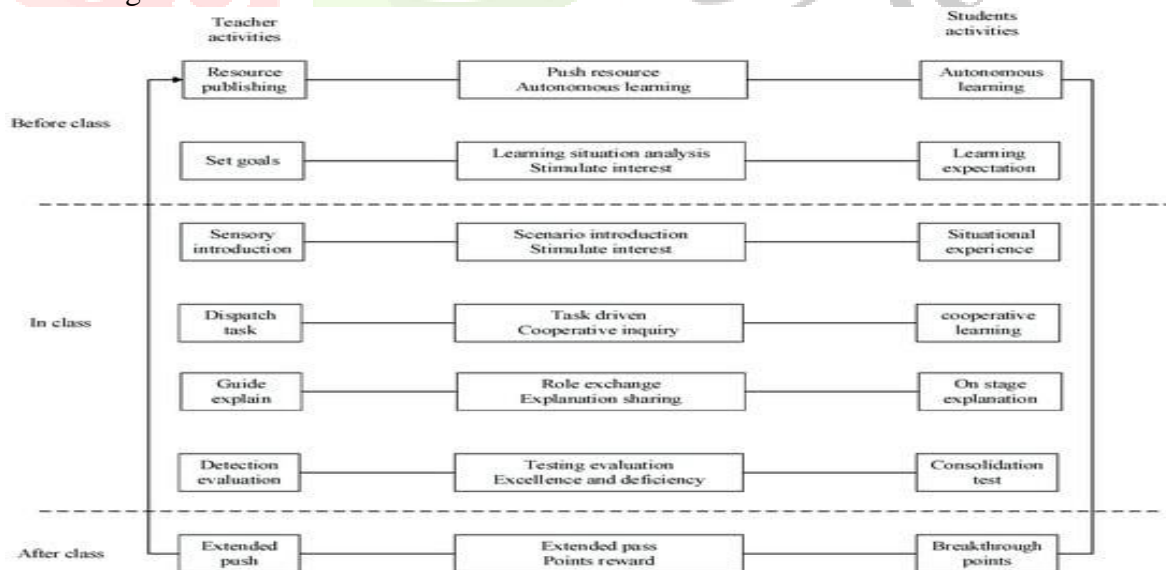 Teacher
activities
Students
activities
Resource
publishing
Push resource
Autonomous learning
Autonomous
learning
Before class
Set goals
Learning situation analysis
Stimulate interest
Learning
expectation
Sensory
introduction
Scenario introduction
Stimulate interest
Situational
experience
In class
Dispatch
task
Task driven
Cooperative inquiry
cooperative
learning
Guide
explain
Role exchange
Explanation sharing
On stage
explanation
Detection
evaluation
Testing evaluation
Excellence and deficiency
Consolidation
test
After class
Extended
push
Extended pass
Points reward
Breakthrough
points